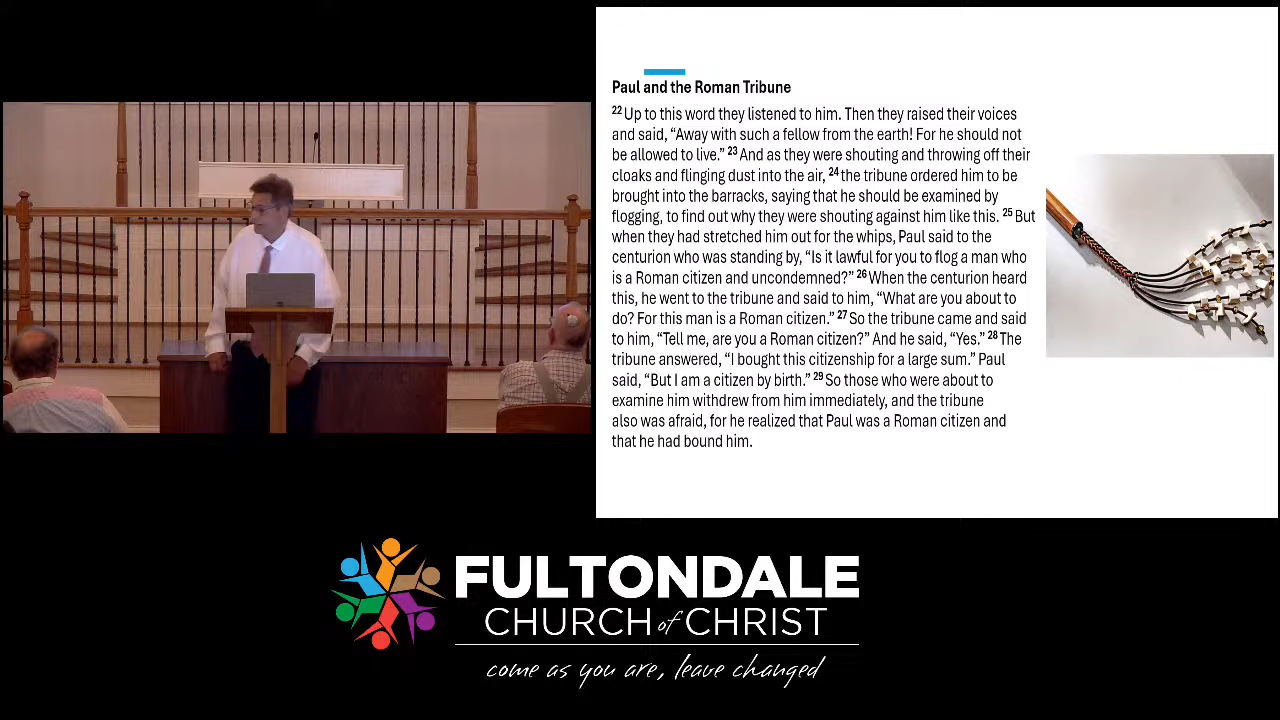 Paul and the Roman Tribune
22 Up to this word they listened to him. Then they raised their voices
and said, “Away with such a fellow from the earth! For he should not
be allowed to live.” 23 And as they were shouting and throwing off their
cloaks and flinging dust into the air, 24 the tribune ordered him to be
brought into the barracks, saying that he should be examined by
flogging, to find out why they were shouting against him like this. 25 But
when they had stretched him out for the whips, Paul said to the
centurion who was standing by, “Is it lawful for you to flog a man who
is a Roman citizen and uncondemned?” 26 When the centurion heard
this, he went to the tribune and said to him, “What are you about to
do? For this man is a Roman citizen.” 27 So the tribune came and said
to him, “Tell me, are you a Roman citizen?” And he said, “Yes.” 28 The
tribune answered, “I bought this citizenship for a large sum.” Paul
said, “But I am a citizen by birth.” 29 So those who were about to
examine him withdrew from him immediately, and the tribune
also was afraid, for he realized that Paul was a Roman citizen and
that he had bound him.
FULTONDALE
CHURCH of CHRIST
come as you are, leave changed